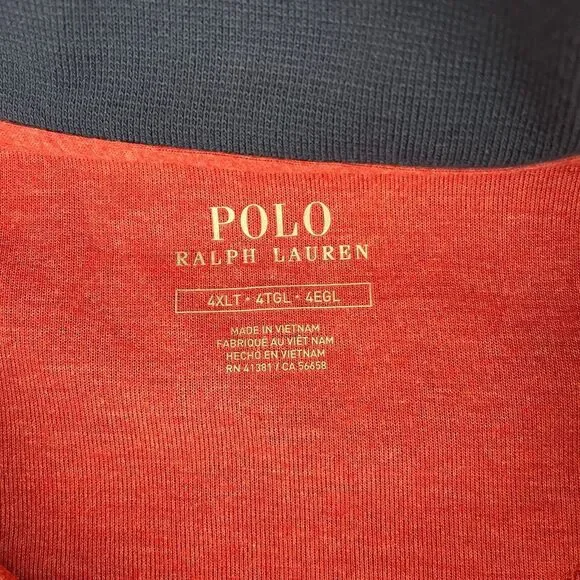 POLO
RALPH LAUREN
4XLT • 4TGL • 4EGL
MADE IN VIETNAM
FABRIQUÉ AU VIÊT NAM
HECHO EN VIETNAM
RN 41381 / CA 56658